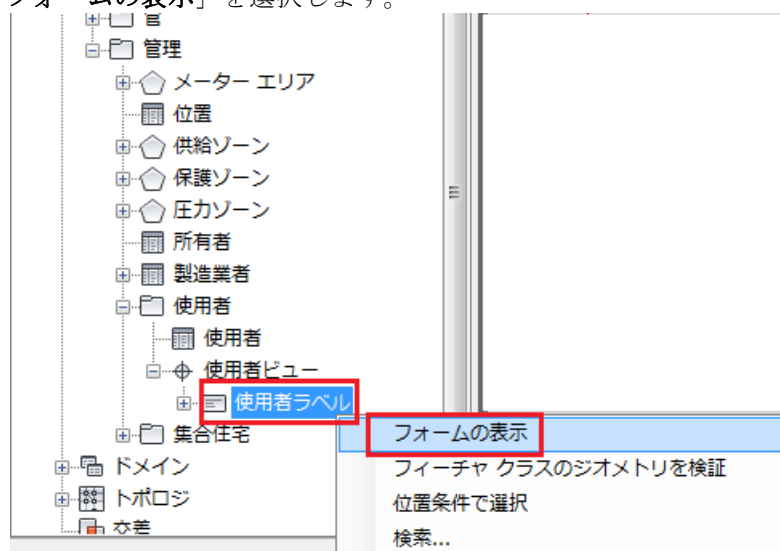 フォームの表示」を選択します。
管
管理
メーター エリア
位置
供給ゾーン
保護ゾーン
圧力ゾーン
所有者
製造業者
使用者
使用者
使用者ビュー
使用者ラベル
集合住宅
フォームの表示
ドメイン
フィーチャ クラスのジオメトリを検証
トポロジ
位置条件で選択
交差
検索...